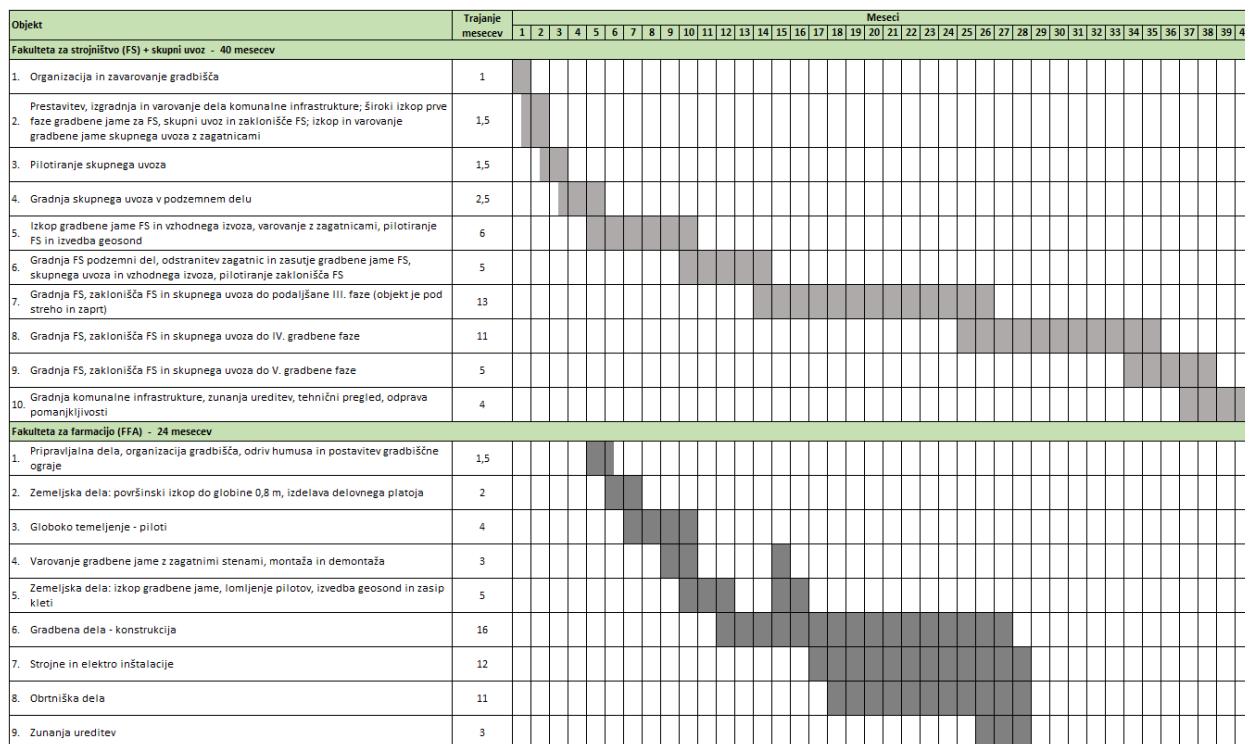 Objekt Trajanje mesecev Meseci
1 2 3 4 5 6 7 8 9 10 11 12 13 14 15 16 17 18 19 20 21 22 23 24 25 26 27 28 29 30 31 32 33 34 35 36 37 38 39 4
Fakulteta za strojništvo (FS) + skupni uvoz - 40 mesecev
1. Organizacija in zavarovanje gradbišča 1
Prestavitev, izgradnja in varovanje dela komunalne infrastrukture; široki izkop prve
2. faze gradbene jame za FS, skupni uvoz in zaklonišče FS; izkop in varovanje 1,5
gradbene jame skupnega uvoza z zagatnicami
3. Pilotiranje skupnega uvoza 1,5
4. Gradnja skupnega uvoza v podzemnem delu 2,5
5. Izkop gradbene jame FS in vzhodnega izvoza, varovanje z zagatnicami, pilotiranje 6
FS in izvedba geosond
6. Gradnja FS podzemni del, odstranitev zagatnic in zasutje gradbene jame FS, 5
skupnega uvoza in vzhodnega izvoza, pilotiranje zaklonišča FS
7. Gradnja FS, zaklonišča FS in skupnega uvoza do podaljšane III. faze (objekt je pod 13
streho in zaprt)
8. Gradnja FS, zaklonišča FS in skupnega uvoza do IV. gradbene faze 11
9. Gradnja FS, zaklonišča FS in skupnega uvoza do V. gradbene faze 5
10. Gradnja komunalne infrastrukture, zunanja ureditev, tehnični pregled, odprava 4
pomanjkljivosti
Fakulteta za farmacijo (FFA) - 24 mesecev
1. Pripravljalna dela, organizacija gradbišča, odriv humusa in postavitev gradbiščne 1,5
ograje
2. Zemeljska dela: površinski izkop do globine 0,8 m, izdelava delovnega platoja 2
3. Globoko temeljenje - piloti 4
4. Varovanje gradbene jame z zagatnimi stenami, montaža in demontaža 3
5. Zemeljska dela: izkop gradbene jame, lomljenje pilotov, izvedba geosond in zasip 5
kleti
6. Gradbena dela - konstrukcija 16
7. Strojne in elektro inštalacije 12
8. Obrtniška dela 11
9. Zunanja ureditev 3